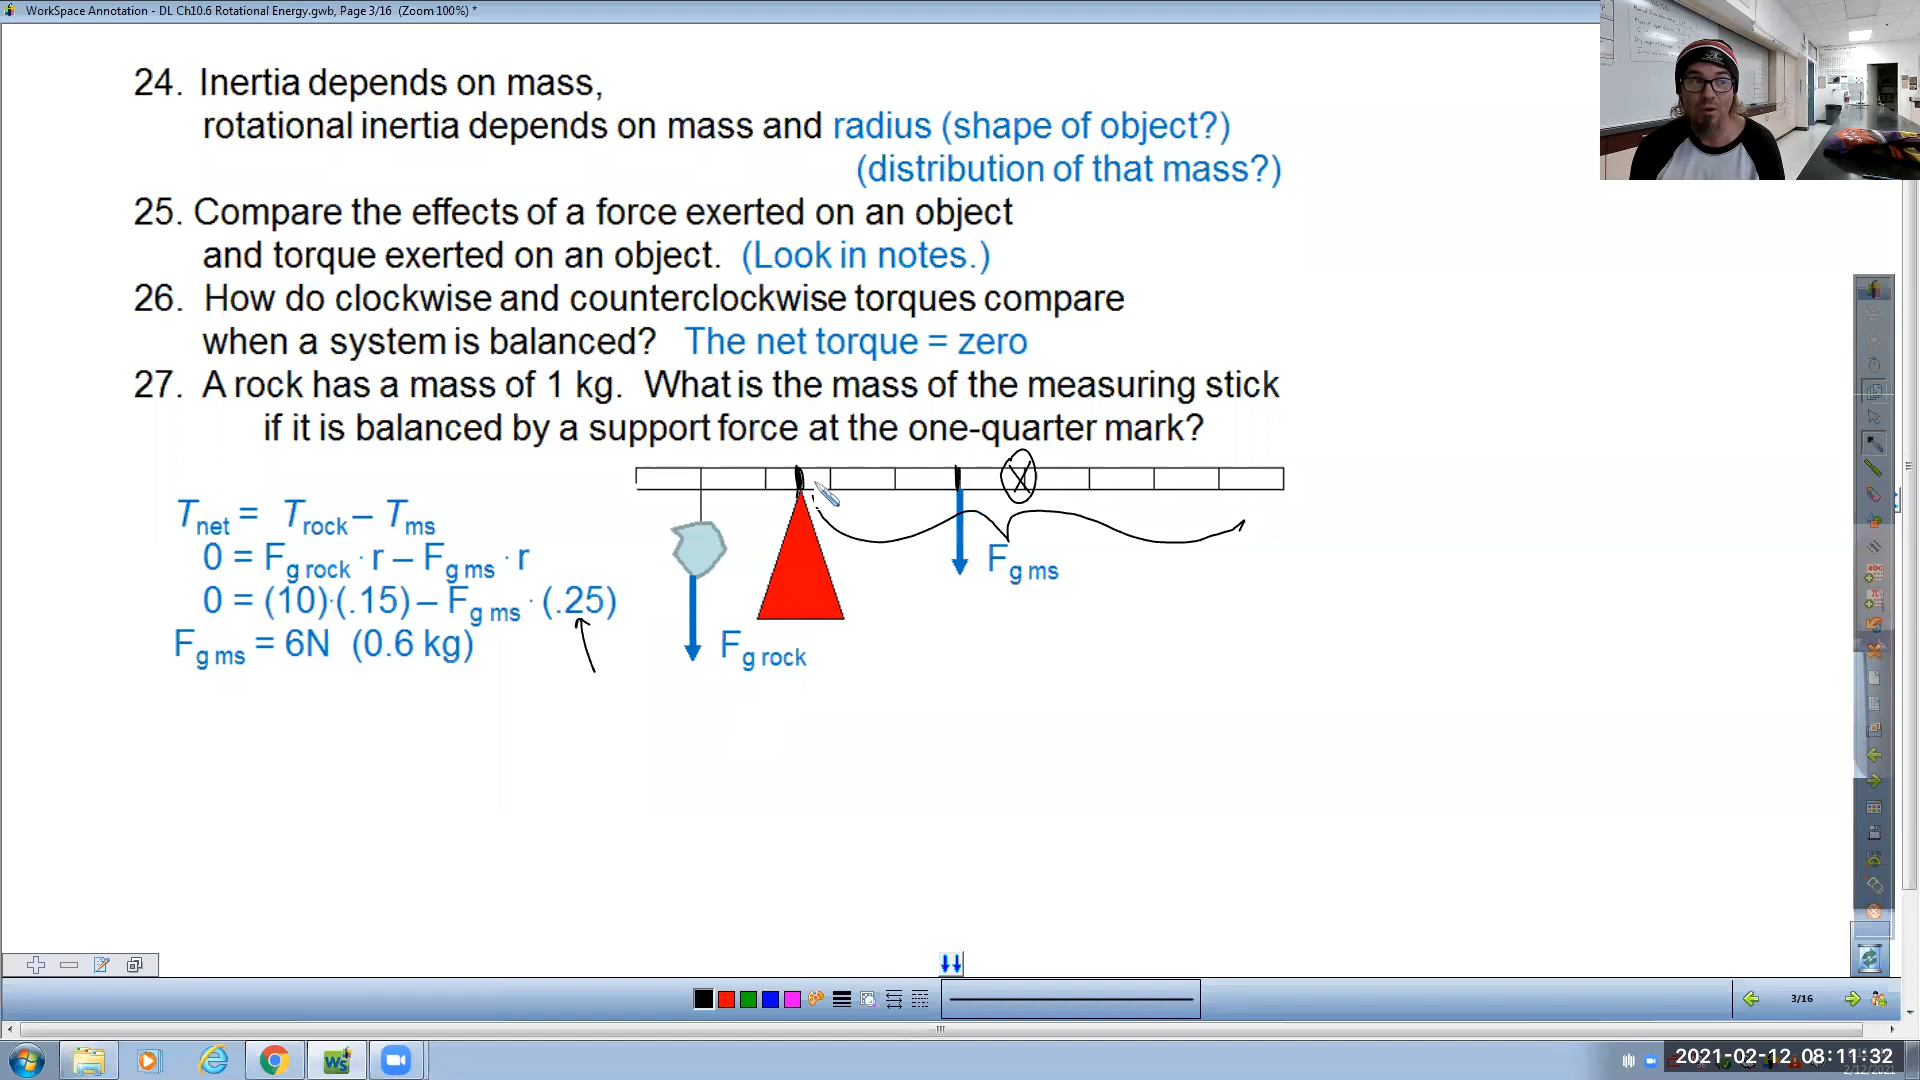 WorkSpace Annotation - DL Ch10.6 Rotational Energy.gwb, Page 3/16 (Zoom 100%) *
24. Inertia depends on mass,
rotational inertia depends on mass and radius (shape of object?)
(distribution of that mass?)
25. Compare the effects of a force exerted on an object
and torque exerted on an object. (Look in notes.)
26. How do clockwise and counterclockwise torques compare
when a system is balanced? The net torque = zero
27. A rock has a mass of 1 kg. What is the mass of the measuring stick
if it is balanced by a support force at the one-quarter mark?
X
Tnet = Trock – Tms
0 = Fg rock · r – Fg ms · r
0 = (10)·(.15) – Fg ms · (.25)
Fg ms = 6N (0.6 kg)
Fg ms
Fg rock
3/16
2021-02-12 08:11:32
2/12/2021